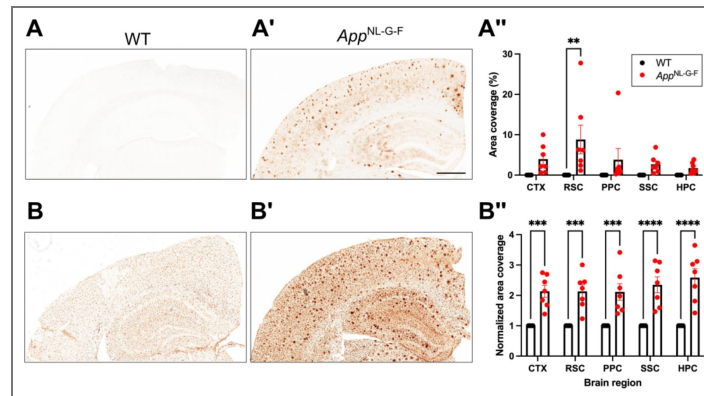 A
WT
A'
App^NL-G-F
A"
Area coverage (%)
30
20
10
0
**
WT
App^NL-G-F
CTX
RSC
PPC
SSC
HPC
B
B'
B"
Normalized area coverage
4
3
2
1
0
***
***
***
****
****
CTX
RSC
PPC
SSC
HPC
Brain region